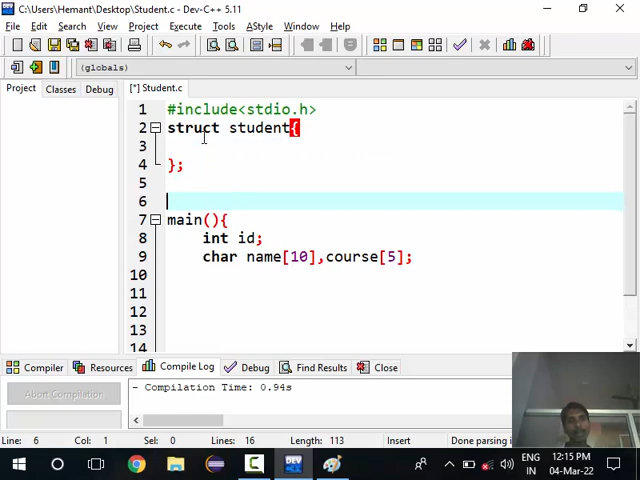 C:\Users\Hemant\Desktop\Student.c - Dev-C++ 5.11
File Edit Search View Project Execute Tools AStyle Window Help
(globals)
Project Classes Debug [*] Student.c
1 #include<stdio.h>
2 struct student{
3
4 };
5
6
7 main(){
8 int id;
9 char name[10],course[5];
10
11
12
13
14
Compiler Resources Compile Log Debug Find Results Close
Abort Compilation
- Compilation Time: 0.94s
Line: 6 Col: 1 Sel: 0 Lines: 16 Length: 113 Insert Done parsing in
ENG 12:15 PM
IN 04-Mar-22